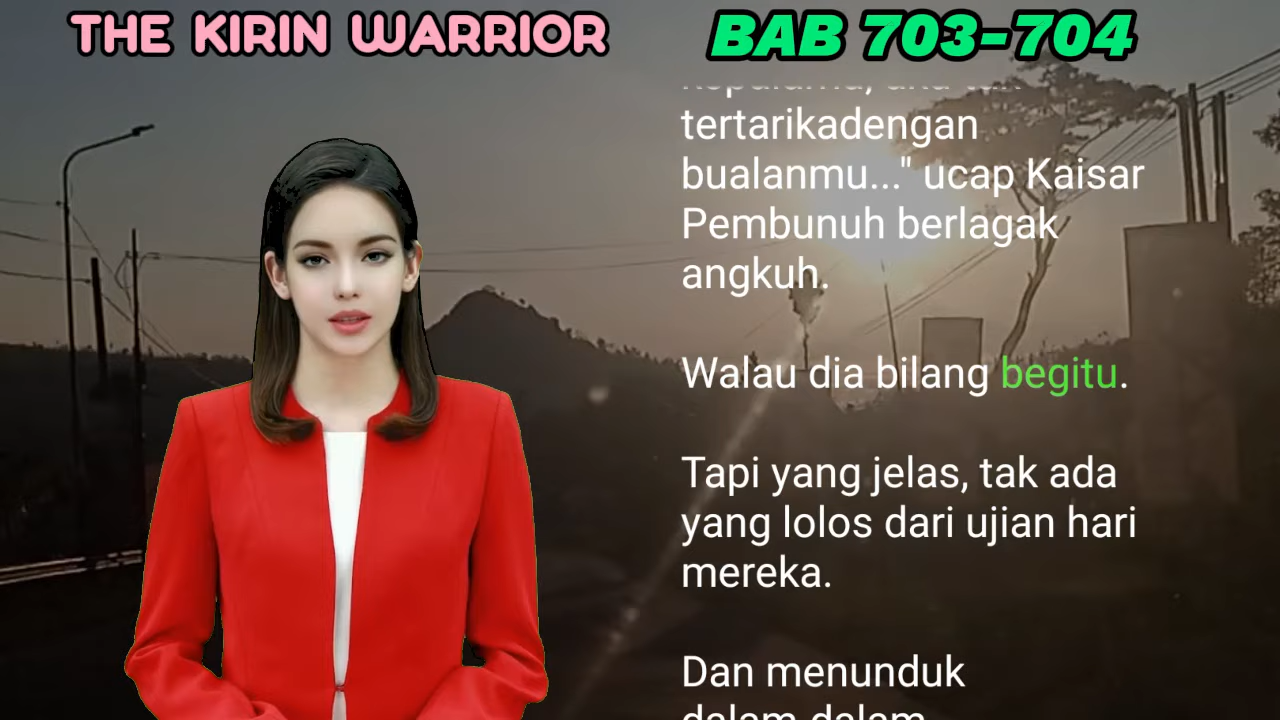 THE KIRIN WARRIOR
BAB 703-704
tertarikadengan
bualanmu..." ucap Kaisar
Pembunuh berlagak
angkuh.
Walau dia bilang begitu.
Tapi yang jelas, tak ada
yang lolos dari ujian hari
mereka.
Dan menunduk